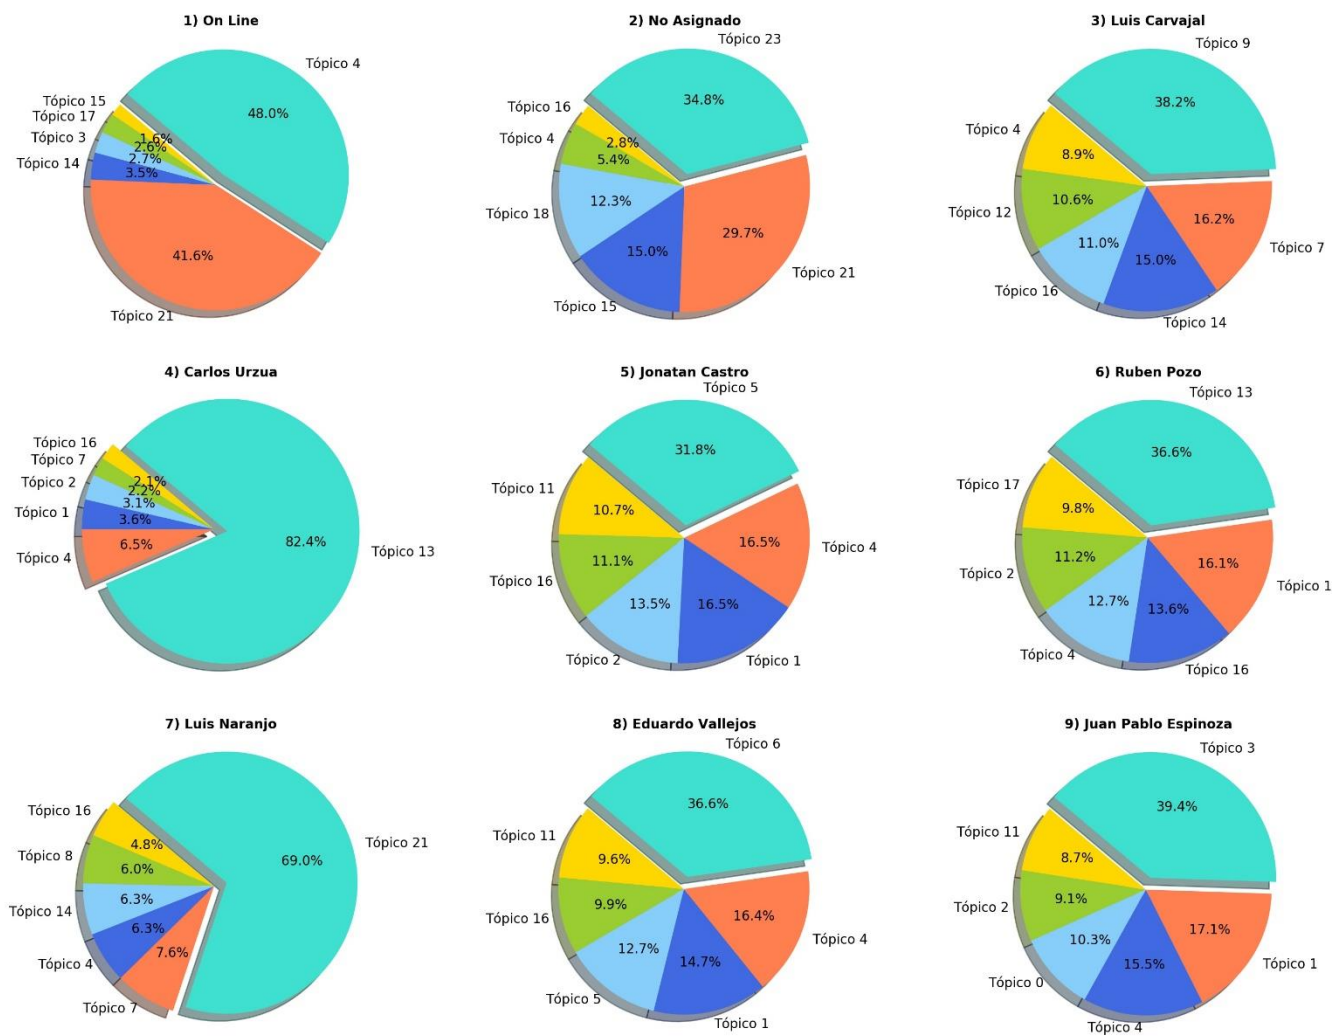 1) On Line
Tópico 4
48.0%
Tópico 15
1.6%
Tópico 17
2.6%
Tópico 3
2.7%
Tópico 14
3.5%
41.6%
Tópico 21
2) No Asignado
Tópico 23
34.8%
Tópico 16
2.8%
Tópico 4
5.4%
Tópico 18
12.3%
15.0%
Tópico 15
29.7%
Tópico 21
3) Luis Carvajal
Tópico 9
38.2%
Tópico 4
8.9%
Tópico 12
10.6%
Tópico 16
11.0%
15.0%
Tópico 14
16.2%
Tópico 7
4) Carlos Urzua
82.4%
Tópico 13
Tópico 16
2.1%
Tópico 7
2.2%
Tópico 2
3.1%
Tópico 1
3.6%
Tópico 4
6.5%
5) Jonatan Castro
Tópico 5
31.8%
Tópico 11
10.7%
Tópico 16
11.1%
13.5%
Tópico 2
16.5%
Tópico 1
16.5%
Tópico 4
6) Ruben Pozo
Tópico 13
36.6%
Tópico 17
9.8%
Tópico 2
11.2%
12.7%
Tópico 4
13.6%
Tópico 16
16.1%
Tópico 1
7) Luis Naranjo
69.0%
Tópico 21
Tópico 16
4.8%
Tópico 8
6.0%
Tópico 14
6.3%
Tópico 4
6.3%
7.6%
Tópico 7
8) Eduardo Vallejos
Tópico 6
36.6%
Tópico 11
9.6%
Tópico 16
9.9%
12.7%
Tópico 5
14.7%
Tópico 1
16.4%
Tópico 4
9) Juan Pablo Espinoza
Tópico 3
39.4%
Tópico 11
8.7%
Tópico 2
9.1%
10.3%
Tópico 0
15.5%
Tópico 4
17.1%
Tópico 1